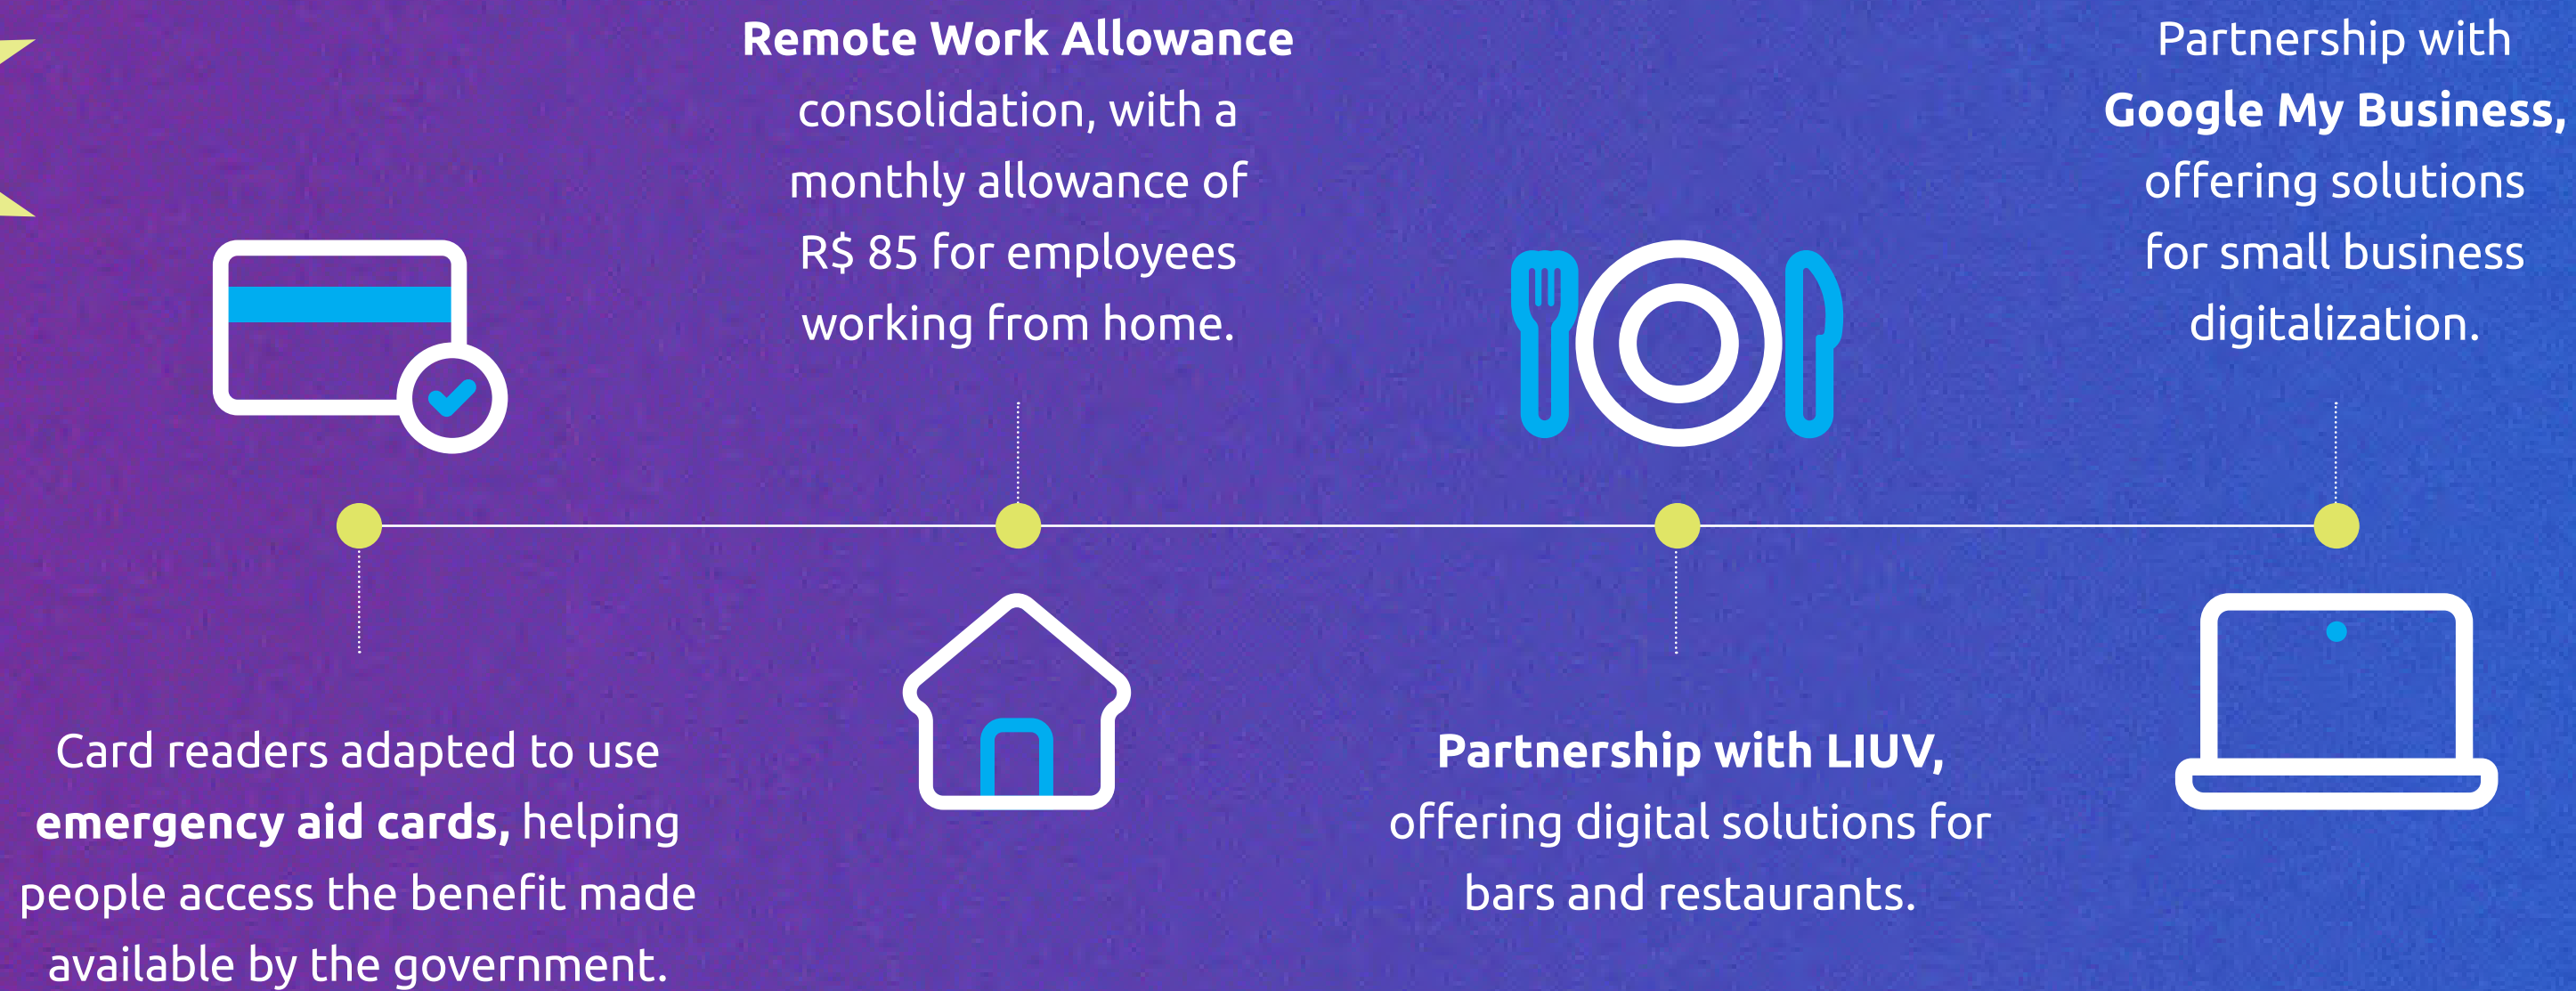 Card readers adapted to use
emergency aid cards, helping
people access the benefit made
available by the government.
Remote Work Allowance
consolidation, with a
monthly allowance of
R$ 85 for employees
working from home.
Partnership with LIUV,
offering digital solutions for
bars and restaurants.
Partnership with
Google My Business,
offering solutions
for small business
digitalization.